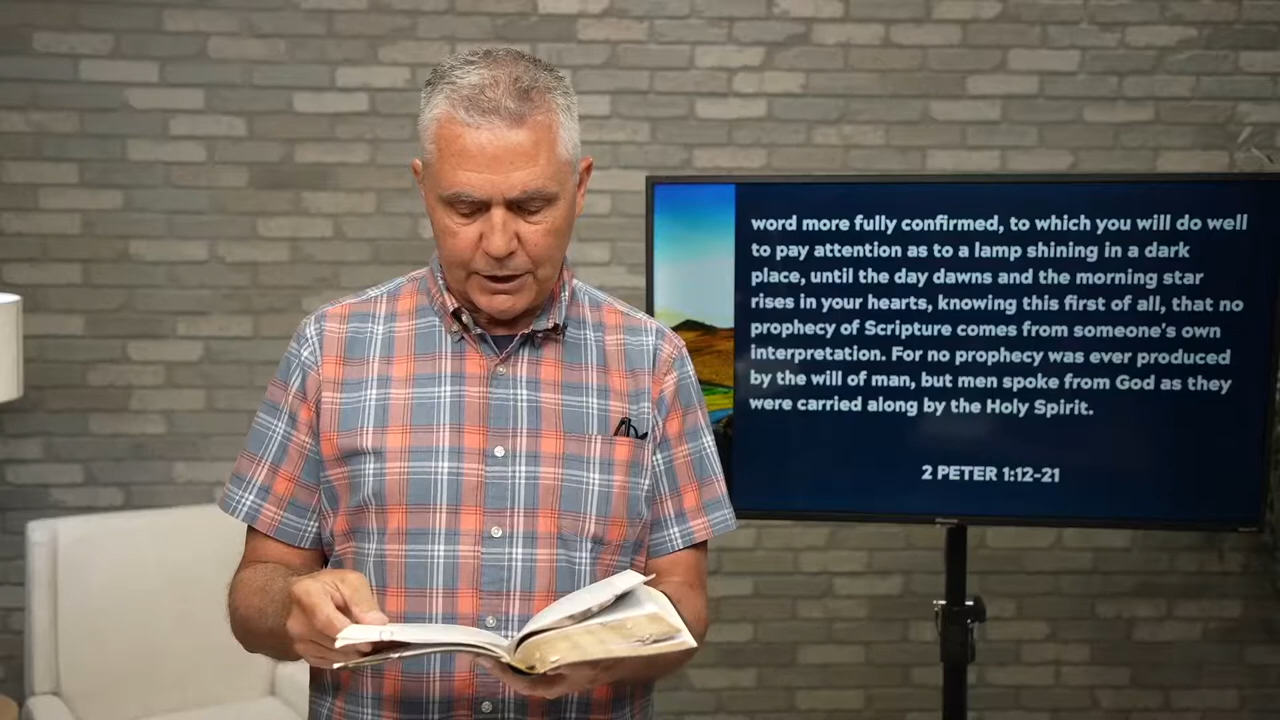 word more fully confirmed, to which you will do well
to pay attention as to a lamp shining in a dark
place, until the day dawns and the morning star
rises in your hearts, knowing this first of all, that no
prophecy of Scripture comes from someone's own
interpretation. For no prophecy was ever produced
by the will of man, but men spoke from God as they
were carried along by the Holy Spirit.
2 PETER 1:12-21